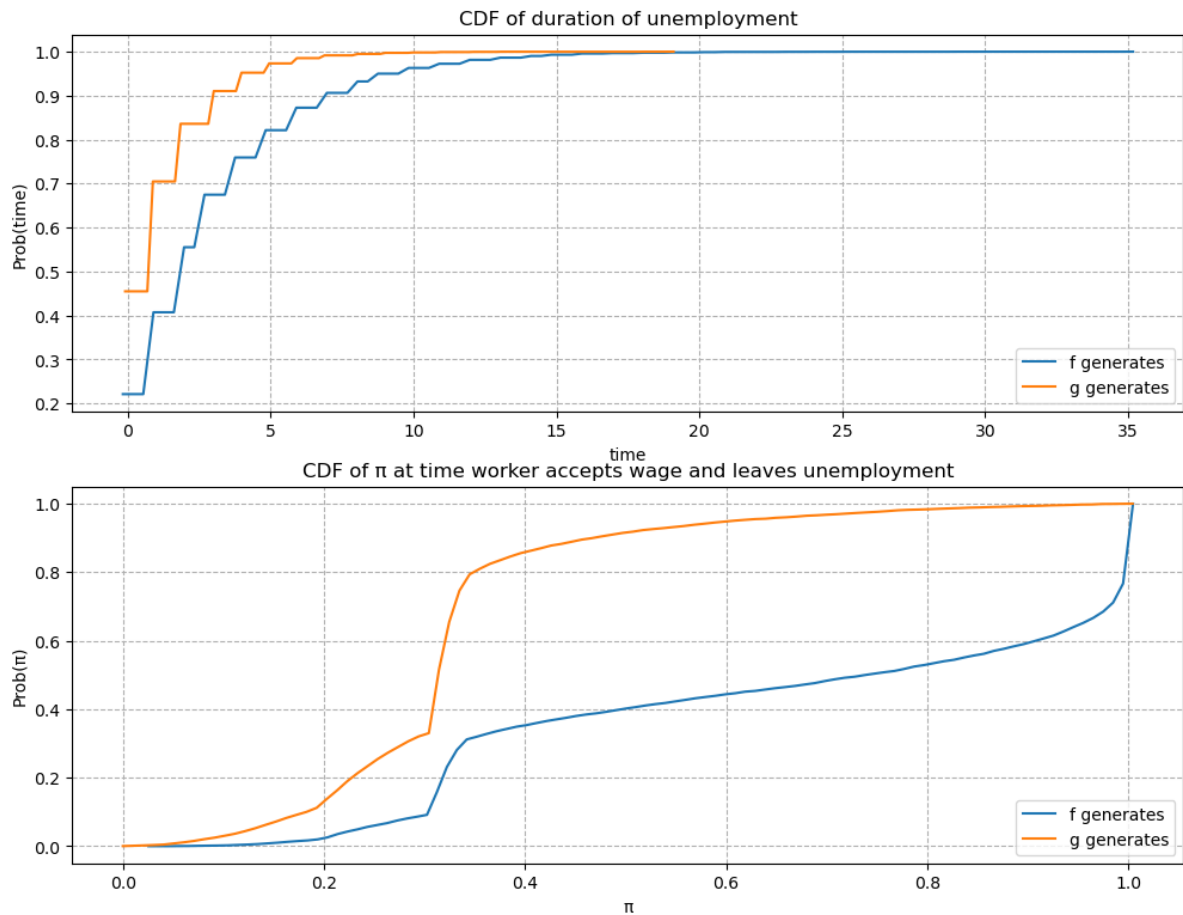 CDF of duration of unemployment
1.0
0.9
0.8
0.7
0.6
0.5
0.4
0.3
0.2
Prob(time)
f generates
g generates
0 5 10 15 20 25 30 35
time
CDF of π at time worker accepts wage and leaves unemployment
1.0
0.8
0.6
0.4
0.2
0.0
Prob(π)
f generates
g generates
0.0 0.2 0.4 0.6 0.8 1.0
π